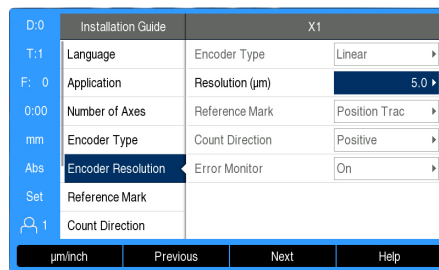 D:0 Installation Guide X1
T:1 Language Encoder Type Linear
F: 0 Application Resolution (µm) 5.0
0:00 Number of Axes Reference Mark Position Trac
mm Encoder Type Count Direction Positive
Abs Encoder Resolution Error Monitor On
Set Reference Mark
1 Count Direction
µm/inch Previous Next Help